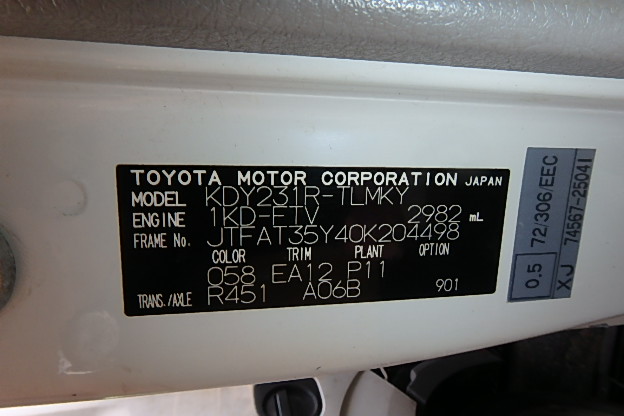 TOYOTA MOTOR CORPORATION JAPAN
MODEL KDY231R-TLMKY
ENGINE 1KD-FTV 2982 mL
FRAME No. JTFAT35Y40K204498
COLOR TRIM PLANT OPTION
058 EA12 P11
TRANS./AXLE R451 A06B 901
0.5 72/306/EEC
XJ 74567-25041